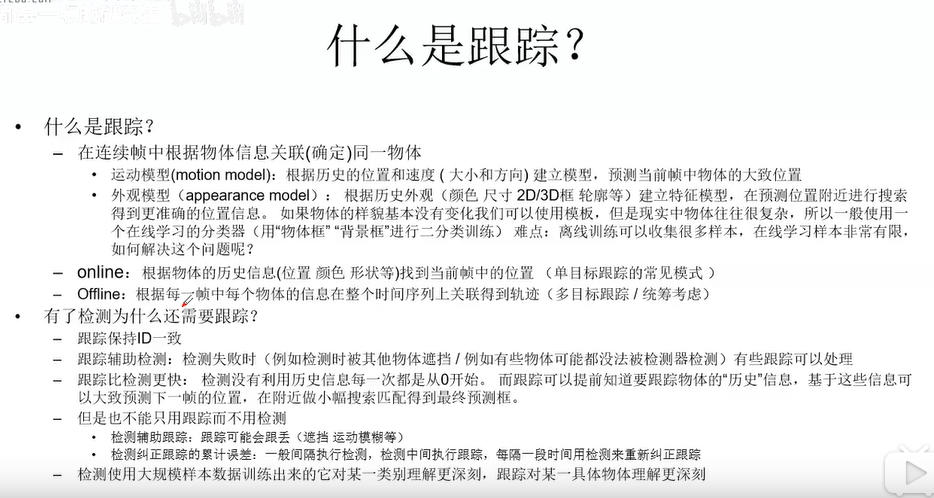 什么是跟踪？
• 什么是跟踪？
– 在连续帧中根据物体信息关联(确定)同一物体
• 运动模型(motion model)：根据历史的位置和速度 ( 大小和方向) 建立模型，预测当前帧中物体的大致位置
• 外观模型（appearance model）： 根据历史外观（颜色 尺寸 2D/3D框 轮廓等）建立特征模型，在预测位置附近进行搜索
得到更准确的位置信息。 如果物体的样貌基本没有变化我们可以使用模板，但是现实中物体往往很复杂，所以一般使用一
个在线学习的分类器（用“物体框” “背景框”进行二分类训练） 难点：离线训练可以收集很多样本，在线学习样本非常有限，
如何解决这个问题呢？
– online：根据物体的历史信息(位置 颜色 形状等)找到当前帧中的位置 （单目标跟踪的常见模式 ）
– Offline：根据每一帧中每个物体的信息在整个时间序列上关联得到轨迹（多目标跟踪 / 统筹考虑）
• 有了检测为什么还需要跟踪？
– 跟踪保持ID一致
– 跟踪辅助检测：检测失败时（例如检测时被其他物体遮挡 / 例如有些物体可能都没法被检测器检测）有些跟踪可以处理
– 跟踪比检测更快： 检测没有利用历史信息每一次都是从0开始。 而跟踪可以提前知道要跟踪物体的“历史”信息，基于这些信息可
以大致预测下一帧的位置，在附近做小幅搜索匹配得到最终预测框。
– 但是也不能只用跟踪而不用检测
• 检测辅助跟踪：跟踪可能会跟丢（遮挡 运动模糊等）
• 检测纠正跟踪的累计误差：一般间隔执行检测，检测中间执行跟踪，每隔一段时间用检测来重新纠正跟踪
– 检测使用大规模样本数据训练出来的它对某一类别理解更深刻，跟踪对某一具体物体理解更深刻